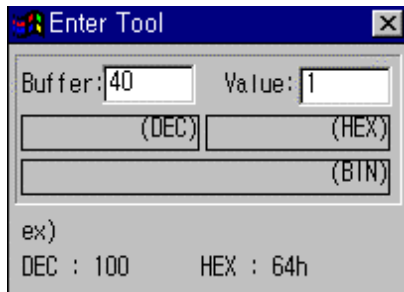 Enter Tool
Buffer: 40 Value: 1
(DEC) (HEX)
(BIN)
ex)
DEC : 100 HEX : 64h